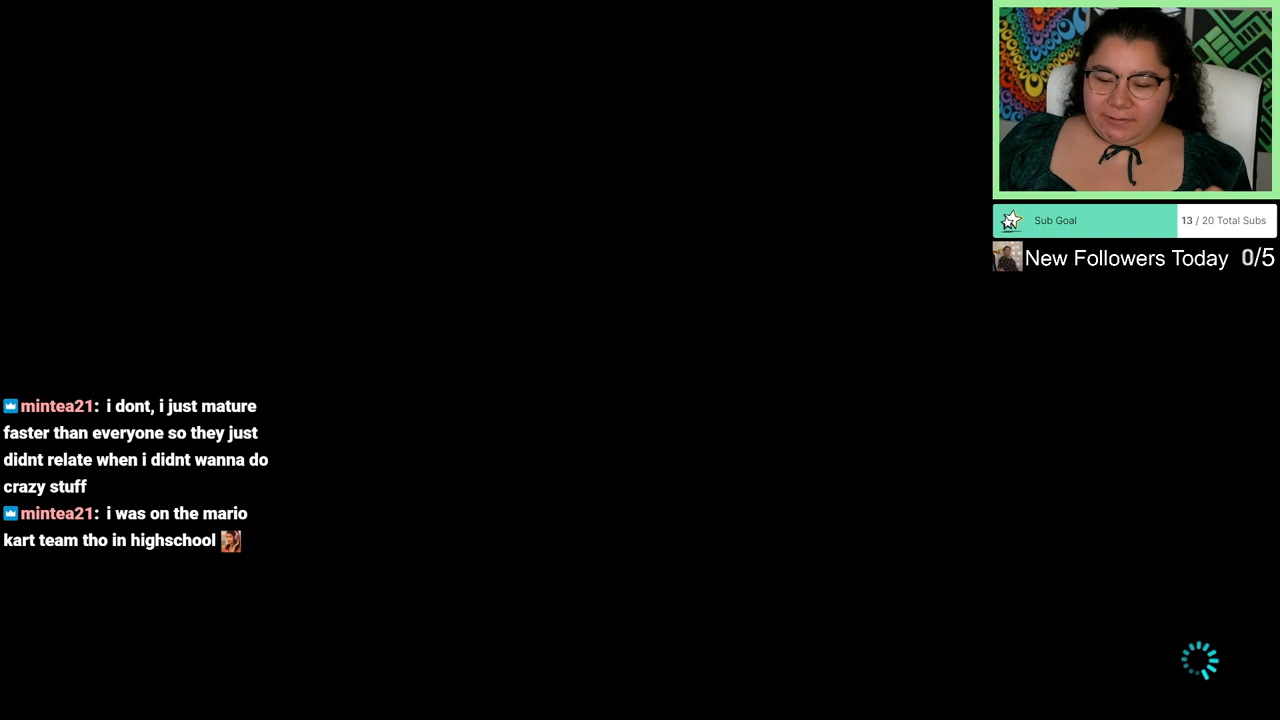 Sub Goal
13 / 20 Total Subs
New Followers Today 0/5
mintea21: i dont, i just mature
faster than everyone so they just
didnt relate when i didnt wanna do
crazy stuff
mintea21: i was on the mario
kart team tho in highschool